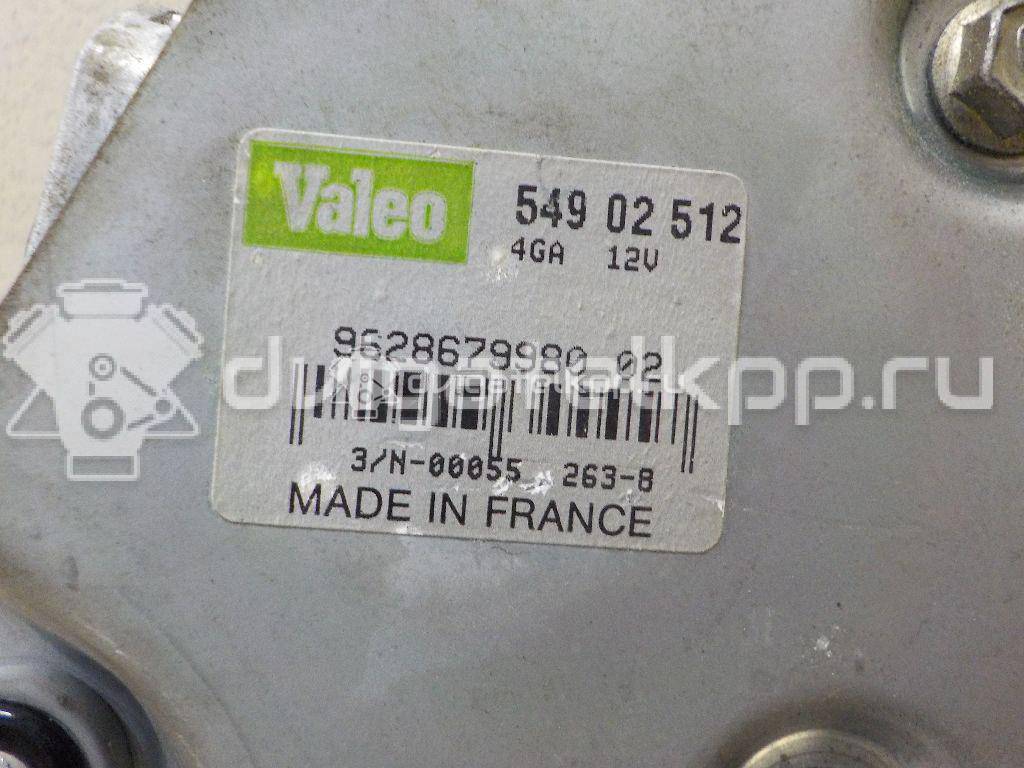 Valeo
549 02 512
4GA 12V
9628679980 02
3/N-00055 263-8
MADE IN FRANCE
dvigatelkpp.ru